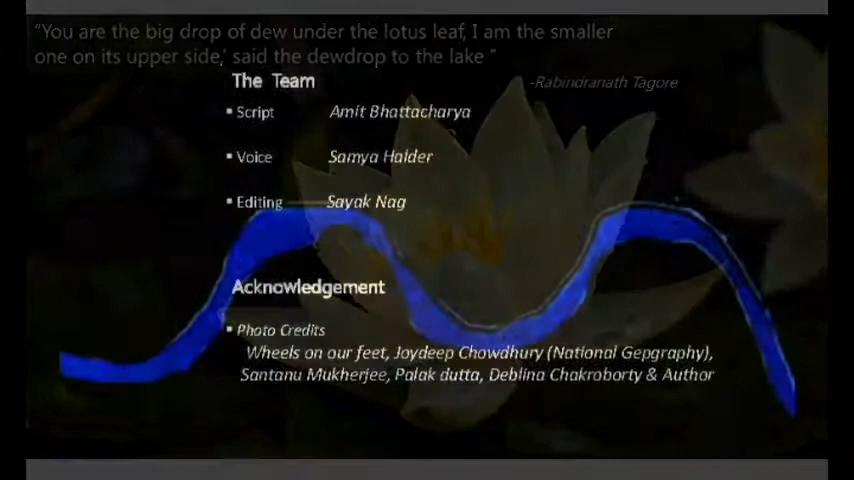 “You are the big drop of dew under the lotus leaf, I am the smaller
one on its upper side,’ said the dewdrop to the lake ”
-Rabindranath Tagore
The Team
▪ Script Amit Bhattacharya
▪ Voice Samya Halder
▪ Editing Sayak Nag
Acknowledgement
▪ Photo Credits
Wheels on our feet, Joydeep Chowdhury (National Gepgraphy),
Santanu Mukherjee, Palak dutta, Deblina Chakroborty & Author